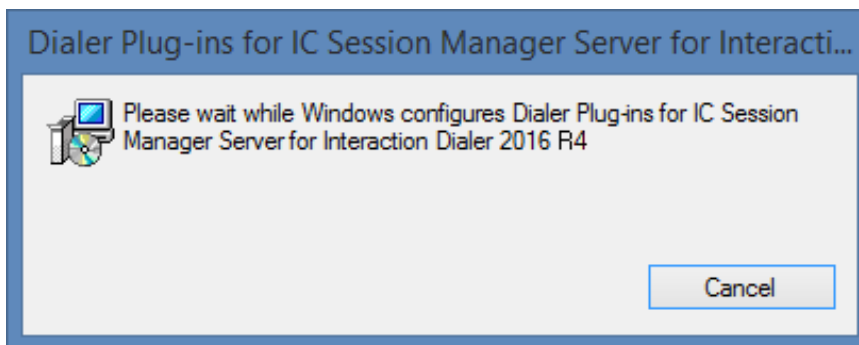 Dialer Plug-ins for IC Session Manager Server for Interacti...
Please wait while Windows configures Dialer Plug-ins for IC Session
Manager Server for Interaction Dialer 2016 R4
Cancel